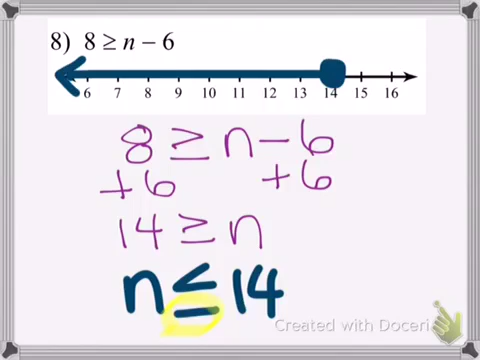 8) 8 ≥ n − 6
6 7 8 9 10 11 12 13 14 15 16
8 ≥ n − 6
+6 +6
14 ≥ n
n ≤ 14
Created with Doceri